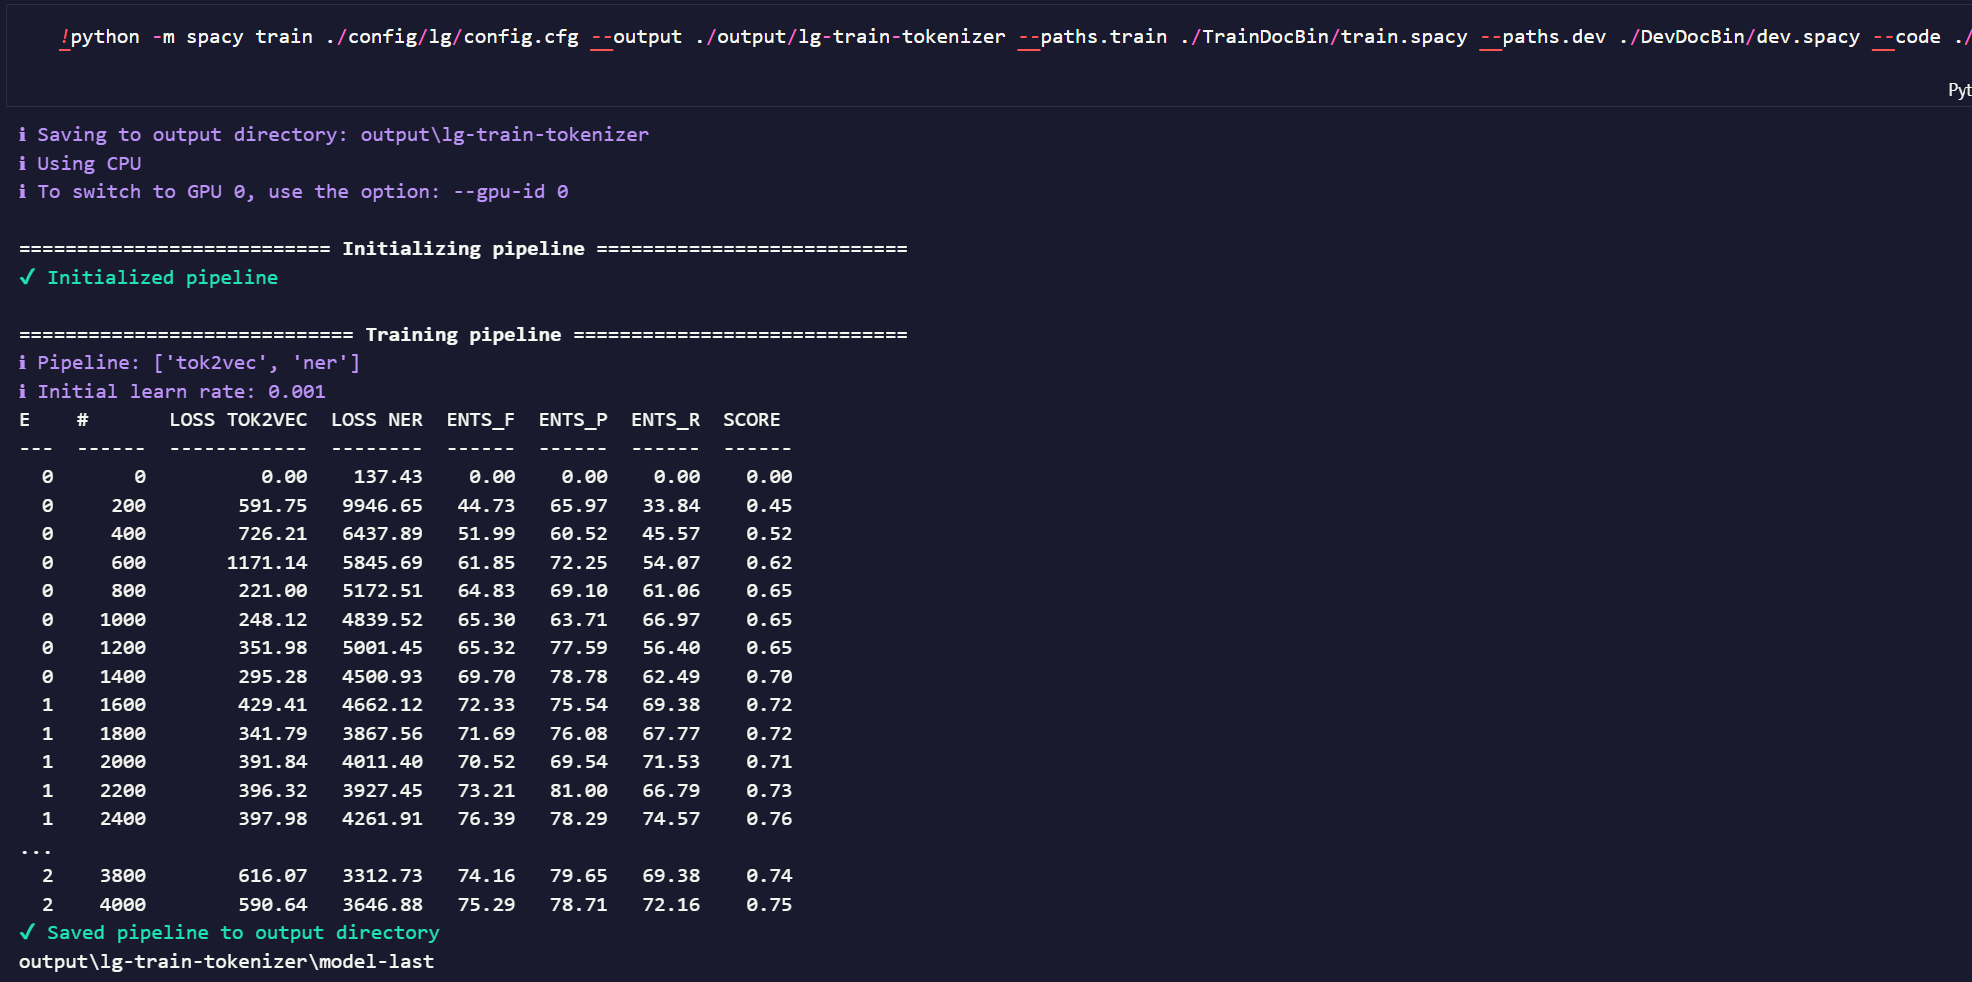 !python -m spacy train ./config/lg/config.cfg --output ./output/lg-train-tokenizer --paths.train ./TrainDocBin/train.spacy --paths.dev ./DevDocBin/dev.spacy --code ./
Pyt
ℹ Saving to output directory: output\lg-train-tokenizer
ℹ Using CPU
ℹ To switch to GPU 0, use the option: --gpu-id 0
=========================== Initializing pipeline ===========================
✔ Initialized pipeline
============================= Training pipeline =============================
ℹ Pipeline: ['tok2vec', 'ner']
ℹ Initial learn rate: 0.001
E    #       LOSS TOK2VEC  LOSS NER  ENTS_F  ENTS_P  ENTS_R  SCORE
---  ------  ------------  --------  ------  ------  ------  ------
  0       0          0.00    137.43    0.00    0.00    0.00    0.00
  0     200        591.75   9946.65   44.73   65.97   33.84    0.45
  0     400        726.21   6437.89   51.99   60.52   45.57    0.52
  0     600       1171.14   5845.69   61.85   72.25   54.07    0.62
  0     800        221.00   5172.51   64.83   69.10   61.06    0.65
  0    1000        248.12   4839.52   65.30   63.71   66.97    0.65
  0    1200        351.98   5001.45   65.32   77.59   56.40    0.65
  0    1400        295.28   4500.93   69.70   78.78   62.49    0.70
  1    1600        429.41   4662.12   72.33   75.54   69.38    0.72
  1    1800        341.79   3867.56   71.69   76.08   67.77    0.72
  1    2000        391.84   4011.40   70.52   69.54   71.53    0.71
  1    2200        396.32   3927.45   73.21   81.00   66.79    0.73
  1    2400        397.98   4261.91   76.39   78.29   74.57    0.76
...
  2    3800        616.07   3312.73   74.16   79.65   69.38    0.74
  2    4000        590.64   3646.88   75.29   78.71   72.16    0.75
✔ Saved pipeline to output directory
output\lg-train-tokenizer\model-last